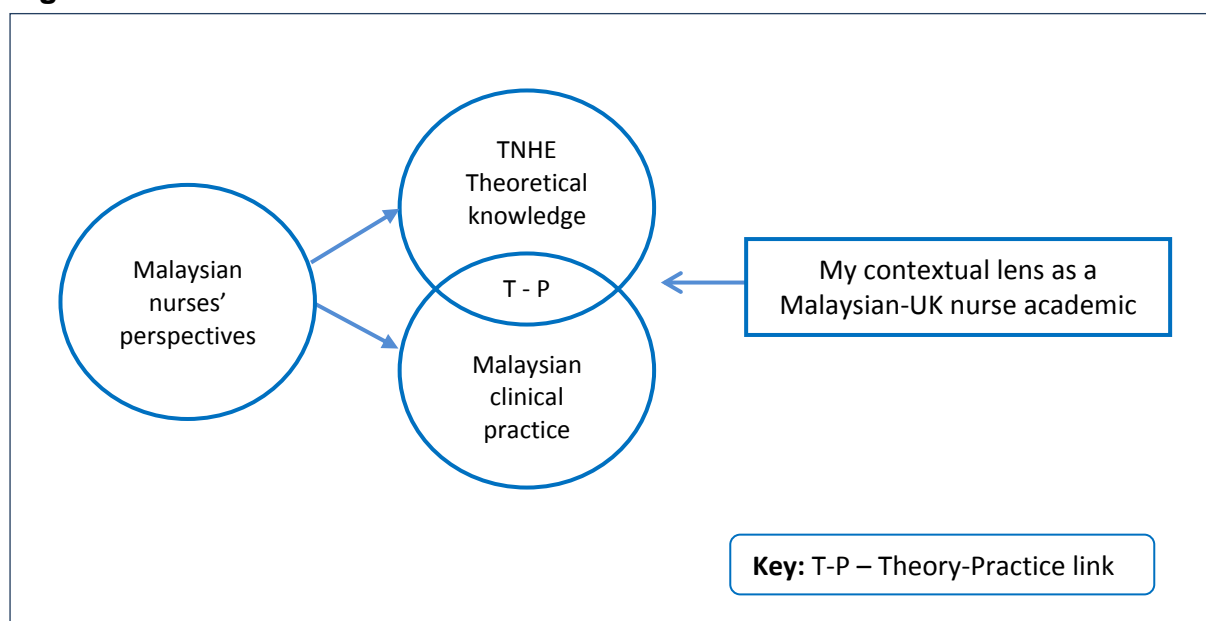 Malaysian
nurses’
perspectives
TNHE
Theoretical
knowledge
T - P
Malaysian
clinical
practice
My contextual lens as a
Malaysian-UK nurse academic
Key: T-P – Theory-Practice link